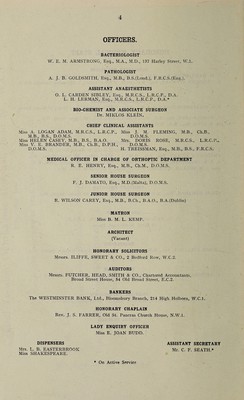 4
OFFICERS.
BACTERIOLOGIST
W. E. M. ARMSTRONG, Esq., M.A., M.D., 193 Harley Street, W.1.
PATHOLOGIST
A. J. B. GOLDSMITH, Esq., M.B., B.S.(Lond.), F.R.C.S.(Eng.).
ASSISTANT ANAESTHETISTS
O. L. CARDEN SIBLEY, Esq., M.R.C.S., L.R.C.P., D.A.
L. H. LERMAN, Esq., M.R.C.S., L.R.C.P., D.A.*
BIO-CHEMIST AND ASSOCIATE SURGEON
Dr. MIKLOS KLEIN.
CHIEF CLINICAL ASSISTANTS
Miss S. LOGAN ADAM, M.R.C.S., L.R.C.P., M.B., B.S., D.O.M.S.
Miss HELEN CASEY, M.B., B.S., B.A.O.
Miss V. E. BRANDER, M.B., Ch.B., D.P.H., D.O.M.S.
Miss J. M. FLEMING, M.B., Ch.B., D.O.M.S.
Mrs. DORIS ROSE, M.R.C.S., L.R.C.P., D.O.M.S.
H. TREISSMAN, Esq., M.B., B.S., F.R.C.S.
MEDICAL OFFICER IN CHARGE OF ORTHOPTIC DEPARTMENT
R. E. HENRY, Esq., M.B., Ch.M., D.O.M.S.
SENIOR HOUSE SURGEON
F. J. DAMATO, Esq., M.D.(Malta), D.O.M.S.
JUNIOR HOUSE SURGEON
R. WILSON CAREY, Esq., M.B., B.Ch., B.A.O., B.A.(Dublin)
MATRON
Miss B. M. L. KEMP.
ARCHITECT
(Vacant)
HONORARY SOLICITORS
Messrs. ILIFFE, SWEET & CO., 2 Bedford Row, W.C.1.
AUDITORS
Messrs. FUTCHER, HEAD, SMITH & CO., Chartered Accountants,
Broad Street House, 54 Old Broad Street, E.C.2.
BANKERS
The WESTMINSTER BANK, Ltd., Bloomsbury Branch, 214 High Holborn, W.C.1.
HONORARY CHAPLAIN
Rev. J. S. FARRER, Old St. Pancras Church House, N.W.1.
LADY ENQUIRY OFFICER
Miss K. JOAN BUDD.
DISPENSERS
Mrs. L. B. EASTERBROOK
Miss SHAKESPEARE.
ASSISTANT SECRETARY
Mr. C. F. SEATH.*
* On Active Service